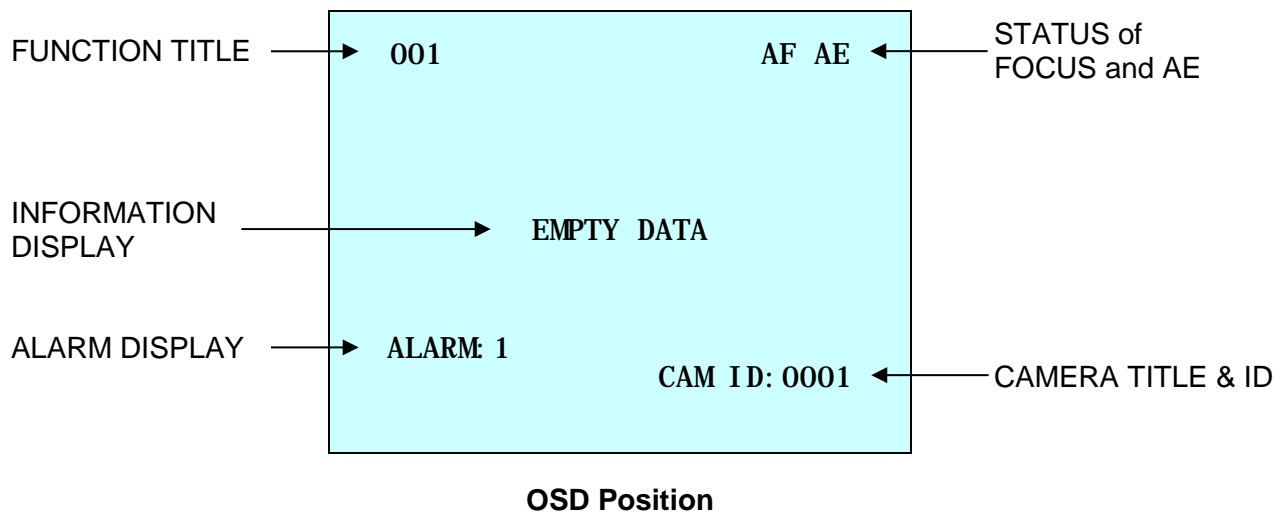 FUNCTION TITLE
001
AF AE
STATUS of
FOCUS and AE
INFORMATION
DISPLAY
EMPTY DATA
ALARM DISPLAY
ALARM:1
CAM ID:0001
CAMERA TITLE & ID
OSD Position